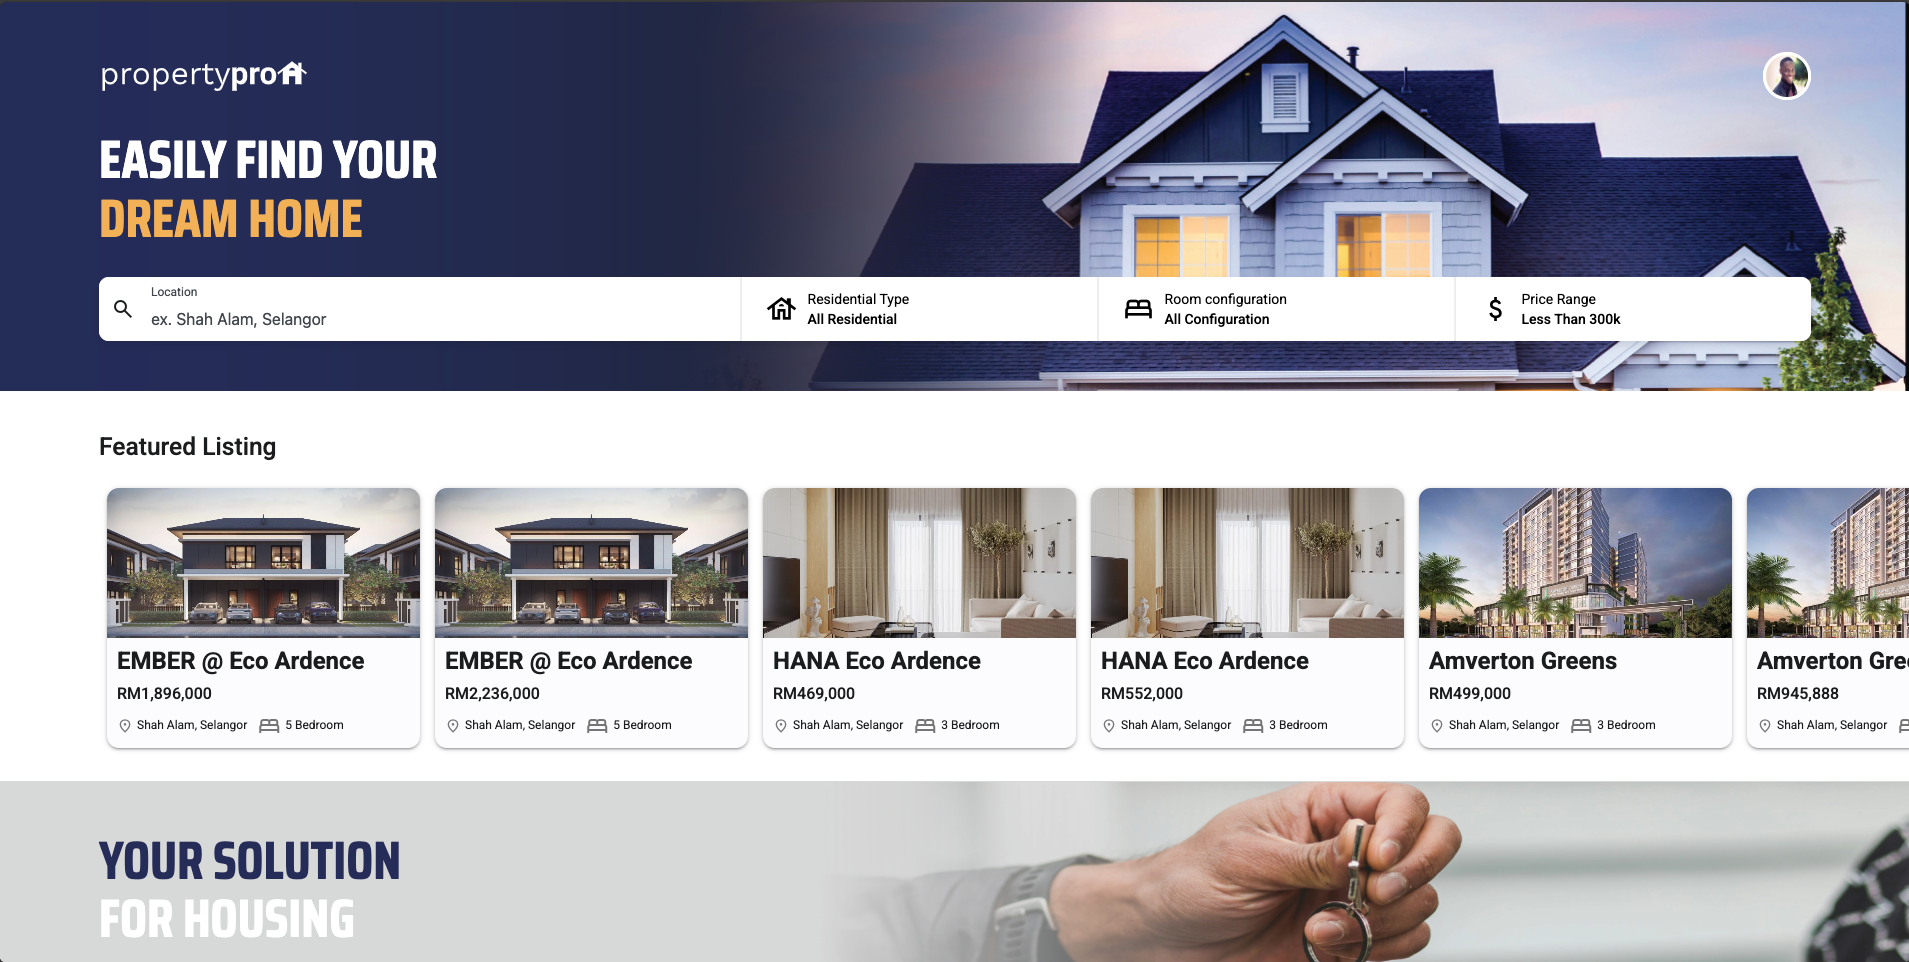 propertypro
EASILY FIND YOUR
DREAM HOME
Location
ex. Shah Alam, Selangor
Residential Type
All Residential
Room configuration
All Configuration
Price Range
Less Than 300k
Featured Listing
EMBER @ Eco Ardence
RM1,896,000
Shah Alam, Selangor 5 Bedroom
EMBER @ Eco Ardence
RM2,236,000
Shah Alam, Selangor 5 Bedroom
HANA Eco Ardence
RM469,000
Shah Alam, Selangor 3 Bedroom
HANA Eco Ardence
RM552,000
Shah Alam, Selangor 3 Bedroom
Amverton Greens
RM499,000
Shah Alam, Selangor 3 Bedroom
Amverton Gre
RM945,888
Shah Alam, Selangor
YOUR SOLUTION
FOR HOUSING